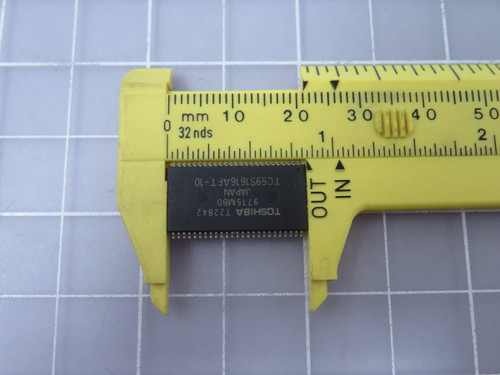 mm 10 20 30 40 50
0
32 nds 1 2
OUT
IN
TOSHIBA T22842
9715MBD
JAPAN
TC59S1616AFT-10